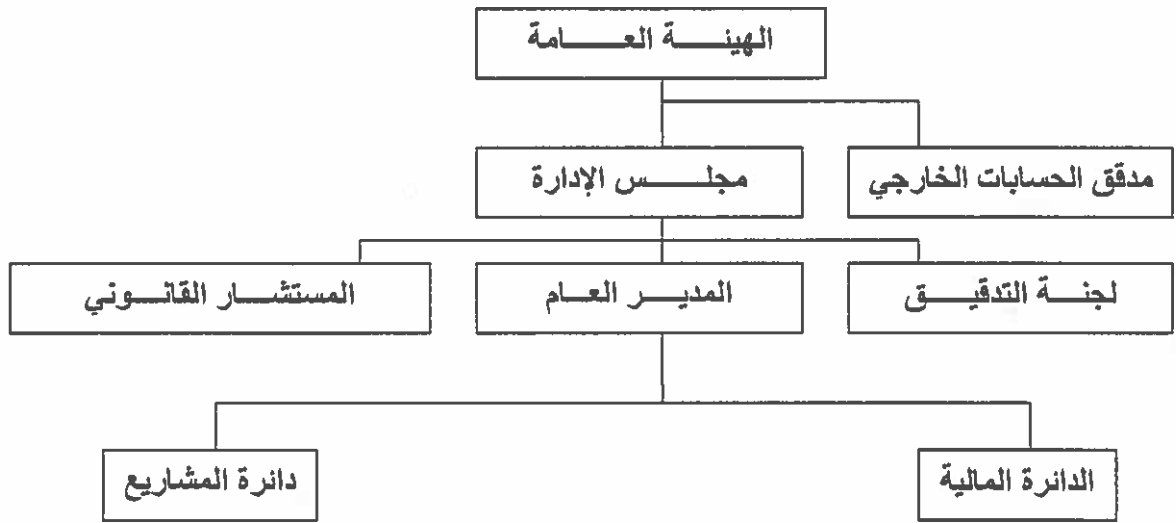 الهيئة العامة
مدقق الحسابات الخارجي
مجلس الإدارة
لجنة التدقيق
المدير العام
المستشار القانوني
الدائرة المالية
دائرة المشاريع